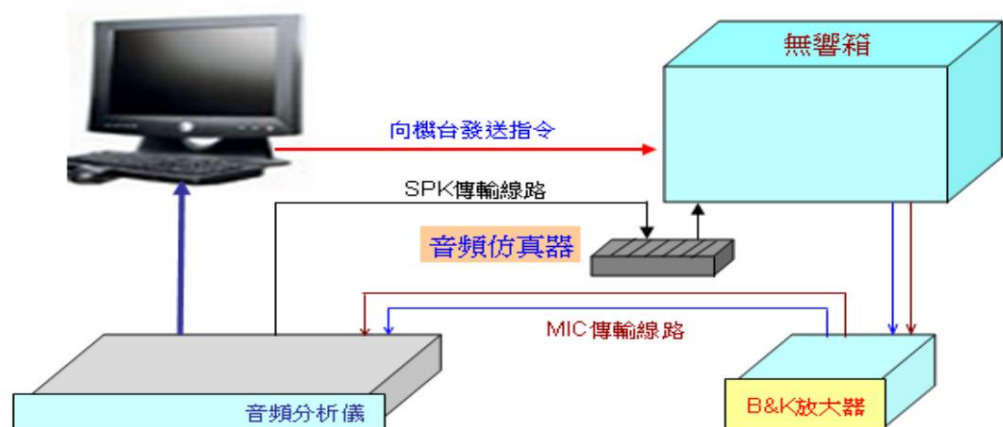 無響箱
向機台發送指令
SPK傳輸線路
音頻仿真器
MIC傳輸線路
音頻分析儀
B&K放大器